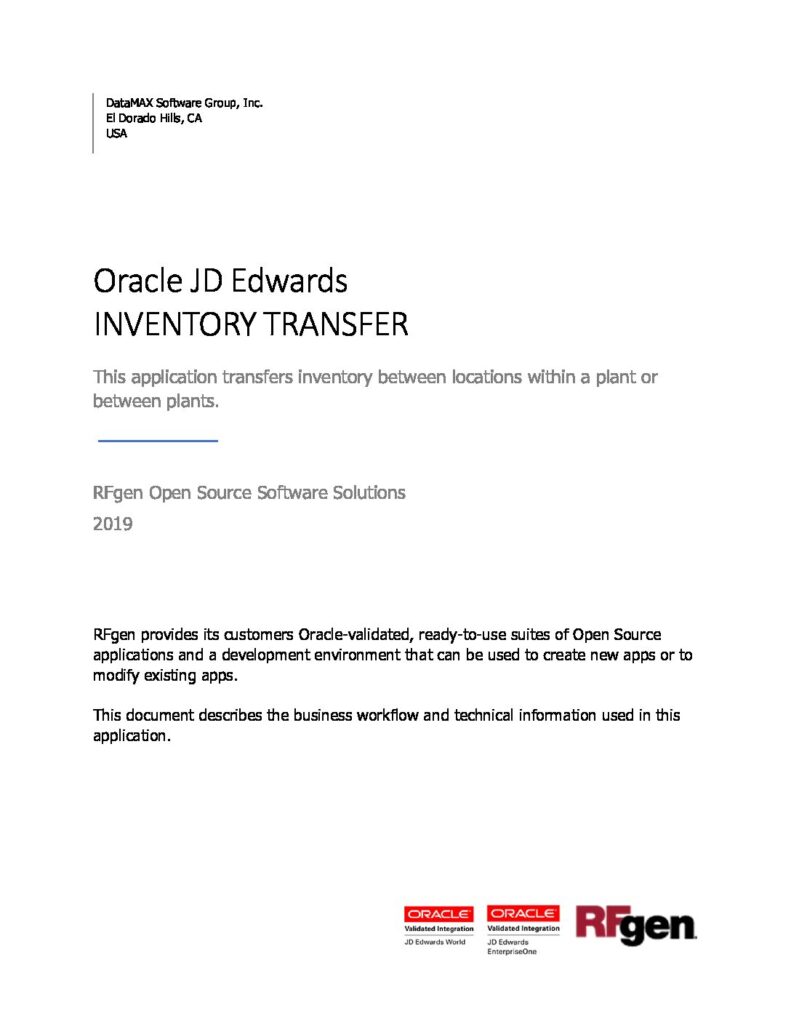 DataMAX Software Group, Inc.
El Dorado Hills, CA
USA
Oracle JD Edwards
INVENTORY TRANSFER
This application transfers inventory between locations within a plant or
between plants.
RFgen Open Source Software Solutions
2019
RFgen provides its customers Oracle-validated, ready-to-use suites of Open Source
applications and a development environment that can be used to create new apps or to
modify existing apps.
This document describes the business workflow and technical information used in this
application.
ORACLE
Validated Integration
JD Edwards World
ORACLE
Validated Integration
JD Edwards
EnterpriseOne
RFgen